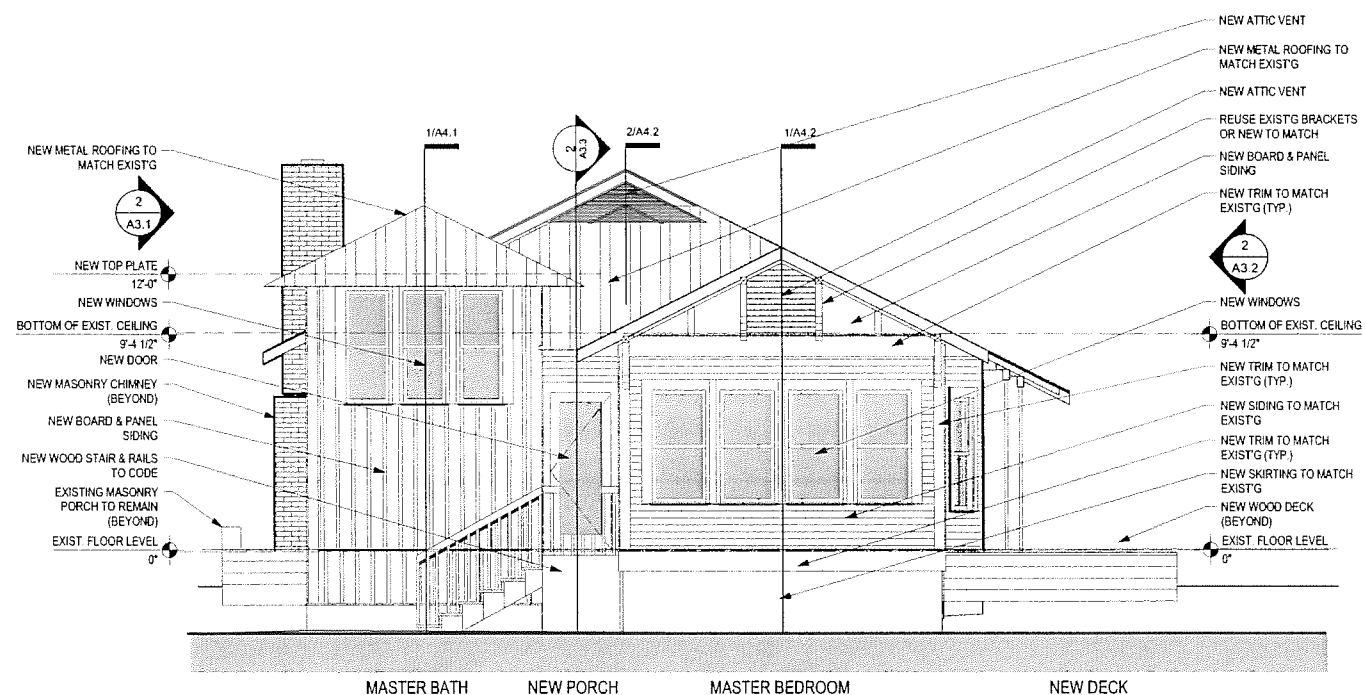 NEW ATTIC VENT
NEW METAL ROOFING TO
MATCH EXIST'G
NEW ATTIC VENT
REUSE EXIST'G BRACKETS
OR NEW TO MATCH
NEW BOARD & PANEL
SIDING
NEW TRIM TO MATCH
EXIST'G (TYP.)
2
A3.2
NEW WINDOWS
BOTTOM OF EXIST. CEILING
9'-4 1/2"
NEW TRIM TO MATCH
EXIST'G (TYP.)
NEW SIDING TO MATCH
EXIST'G
NEW TRIM TO MATCH
EXIST'G (TYP.)
NEW SKIRTING TO MATCH
EXIST'G
NEW WOOD DECK
(BEYOND)
EXIST. FLOOR LEVEL
0"
1/A4.1
2
A3.3
2/A4.2
1/A4.2
NEW METAL ROOFING TO
MATCH EXIST'G
2
A3.1
NEW TOP PLATE
12'-0"
NEW WINDOWS
BOTTOM OF EXIST. CEILING
9'-4 1/2"
NEW DOOR
NEW MASONRY CHIMNEY
(BEYOND)
NEW BOARD & PANEL
SIDING
NEW WOOD STAIR & RAILS
TO CODE
EXISTING MASONRY
PORCH TO REMAIN
(BEYOND)
EXIST. FLOOR LEVEL
0"
MASTER BATH
NEW PORCH
MASTER BEDROOM
NEW DECK